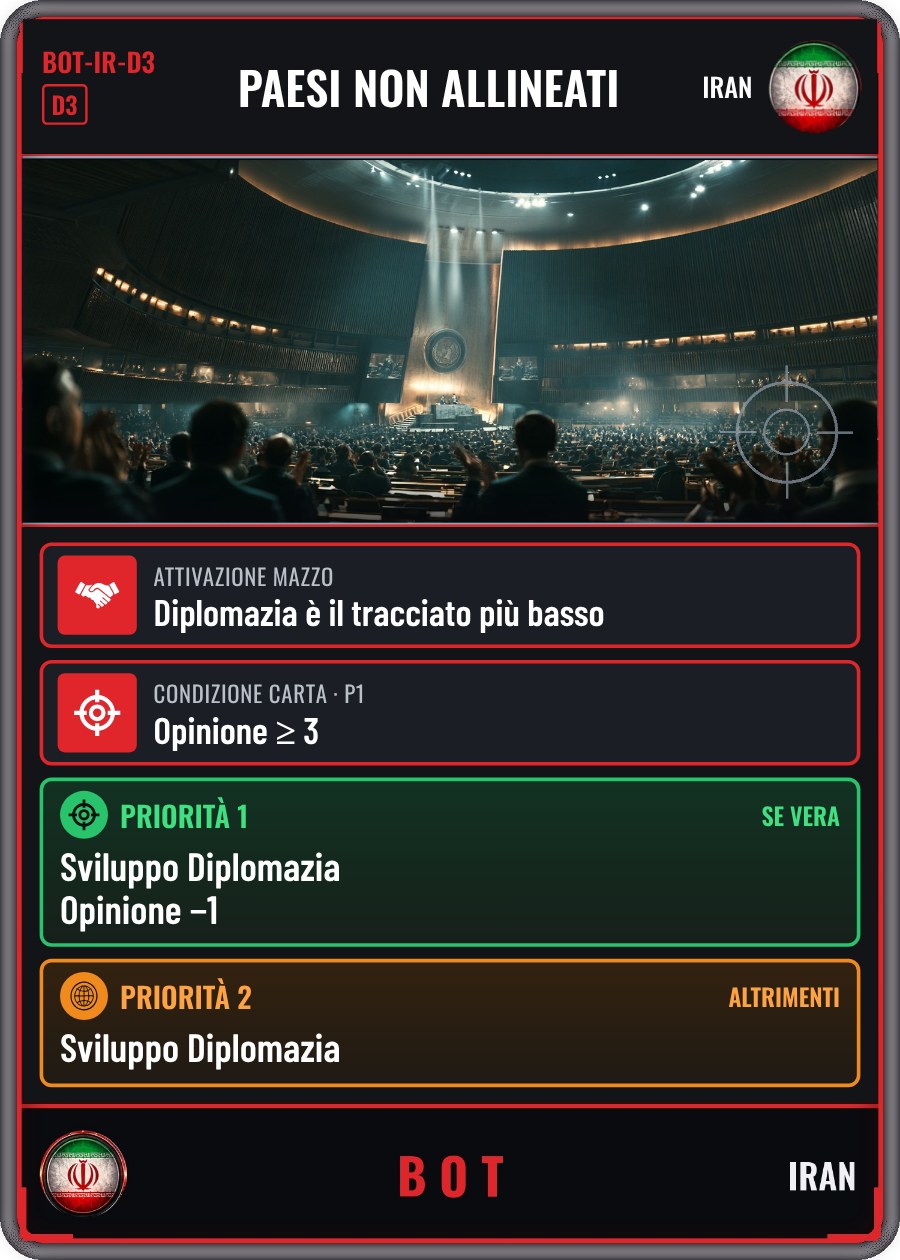 BOT-IR-D3
D3
PAESI NON ALLINEATI
IRAN
ATTIVAZIONE MAZZO
Diplomazia è il tracciato più basso
CONDIZIONE CARTA · P1
Opinione ≥ 3
PRIORITÀ 1
SE VERA
Sviluppo Diplomazia
Opinione −1
PRIORITÀ 2
ALTRIMENTI
Sviluppo Diplomazia
BOT
IRAN